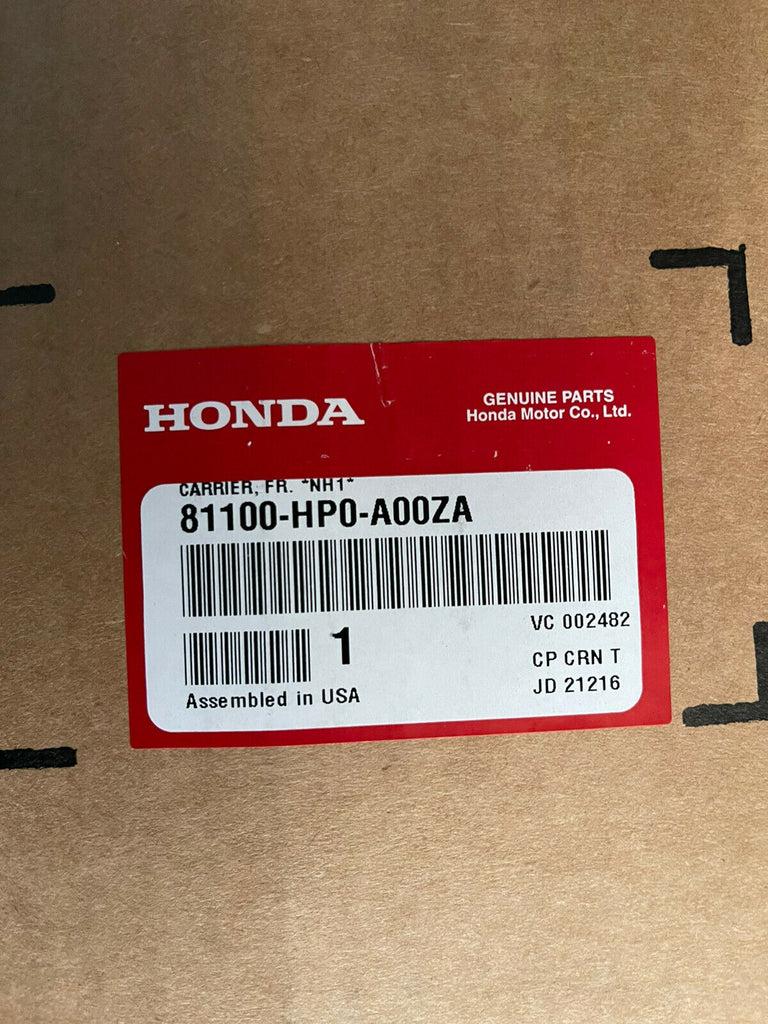 HONDA
GENUINE PARTS
Honda Motor Co., Ltd.
CARRIER, FR. *NH1*
81100-HP0-A00ZA
1
VC 002482
CP CRN T
JD 21216
Assembled in USA